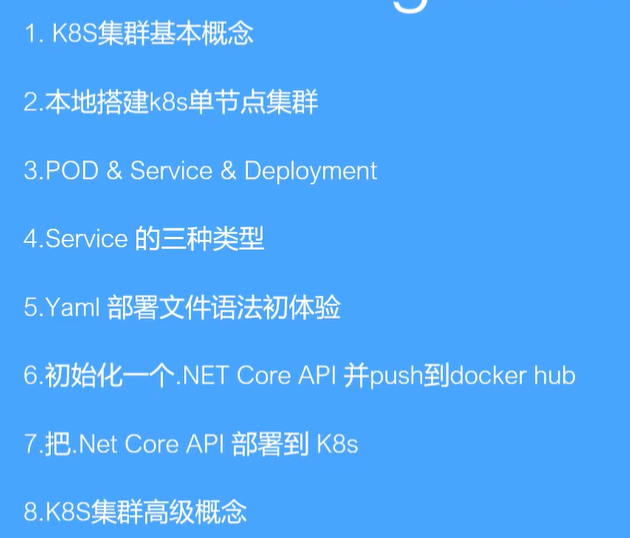 1. K8S集群基本概念
2.本地搭建k8s单节点集群
3.POD & Service & Deployment
4.Service 的三种类型
5.Yaml 部署文件语法初体验
6.初始化一个.NET Core API 并push到docker hub
7.把.Net Core API 部署到 K8s
8.K8S集群高级概念